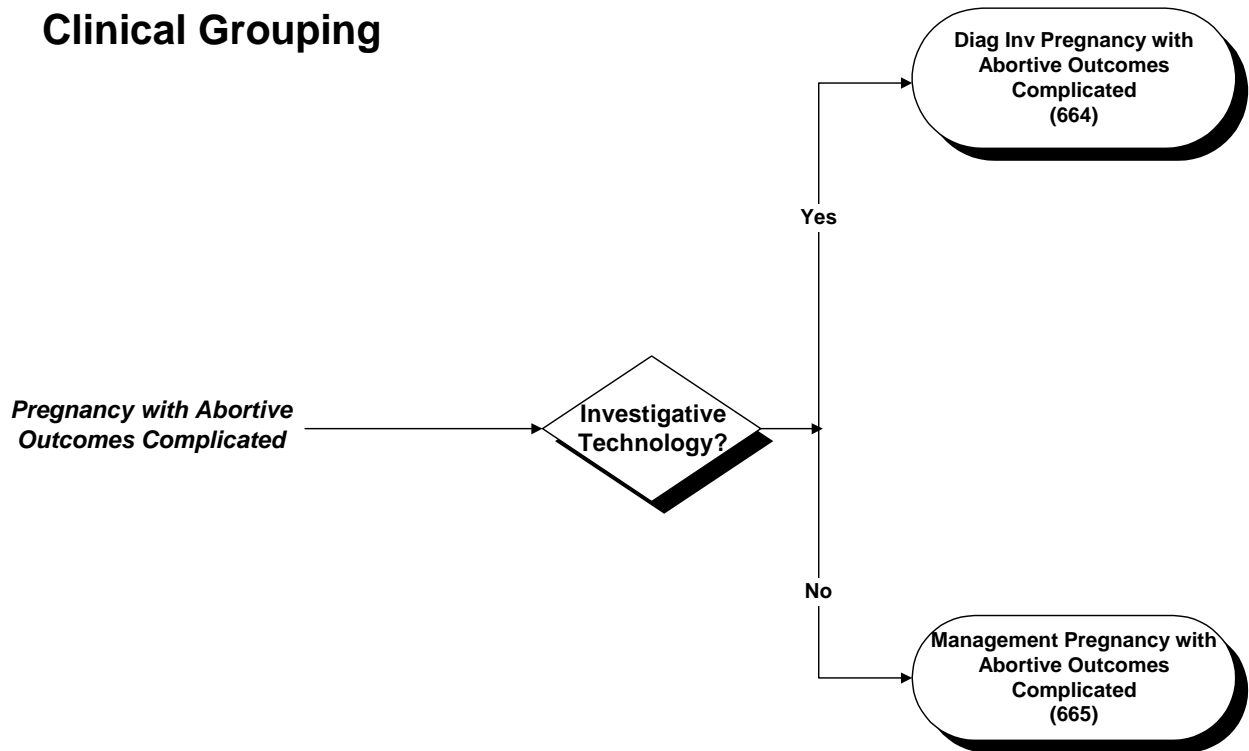 Clinical Grouping
Diag Inv Pregnancy with
Abortive Outcomes
Complicated
(664)
Yes
Pregnancy with Abortive
Outcomes Complicated
Investigative
Technology?
No
Management Pregnancy with
Abortive Outcomes
Complicated
(665)